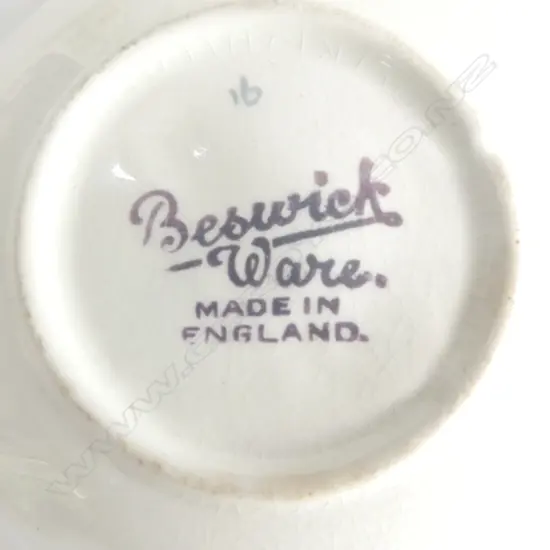 16
Beswick
Ware.
MADE IN
ENGLAND.